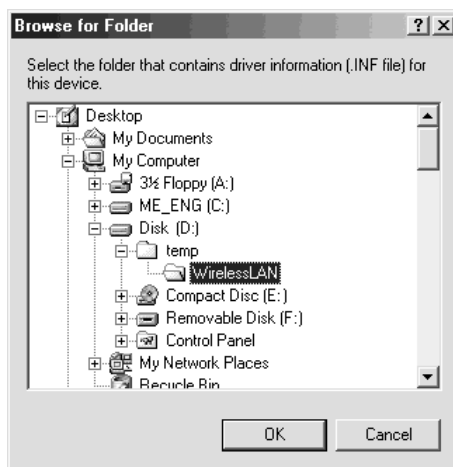 Browse for Folder
Select the folder that contains driver information (.INF file) for
this device.
Desktop
My Documents
My Computer
3½ Floppy (A:)
ME_ENG (C:)
Disk (D:)
temp
WirelessLAN
Compact Disc (E:)
Removable Disk (F:)
Control Panel
My Network Places
Recycle Bin
OK Cancel